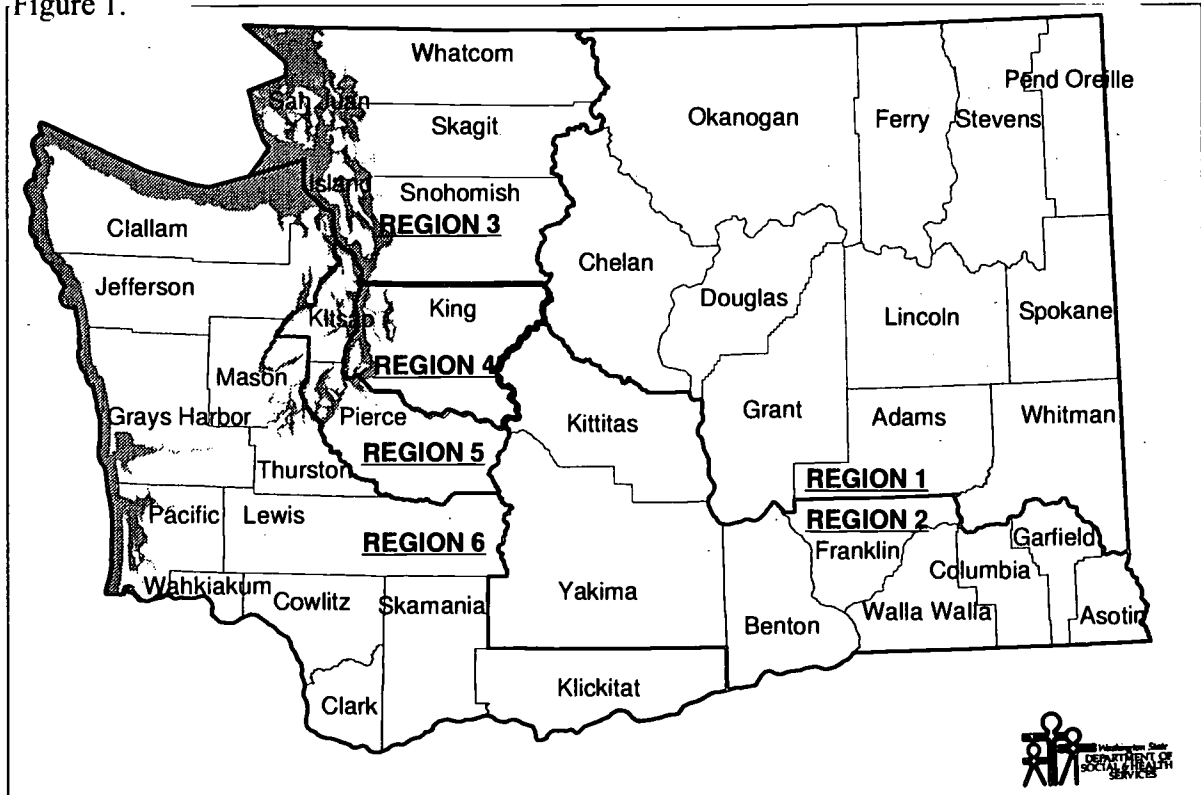 Figure 1.
Whatcom
San Juan
Skagit
Island
Snohomish
REGION 3
Clallam
Jefferson
Kitsap
King
REGION 4
Mason
Grays Harbor
Pierce
REGION 5
Thurston
Pacific
Lewis
REGION 6
Wahkiakum
Cowlitz
Skamania
Clark
Okanogan
Ferry
Stevens
Pend Oreille
Chelan
Douglas
Lincoln
Spokane
Grant
Adams
Whitman
Kittitas
REGION 1
REGION 2
Franklin
Garfield
Columbia
Yakima
Benton
Walla Walla
Asotin
Klickitat
Washington State
DEPARTMENT OF
SOCIAL & HEALTH
SERVICES